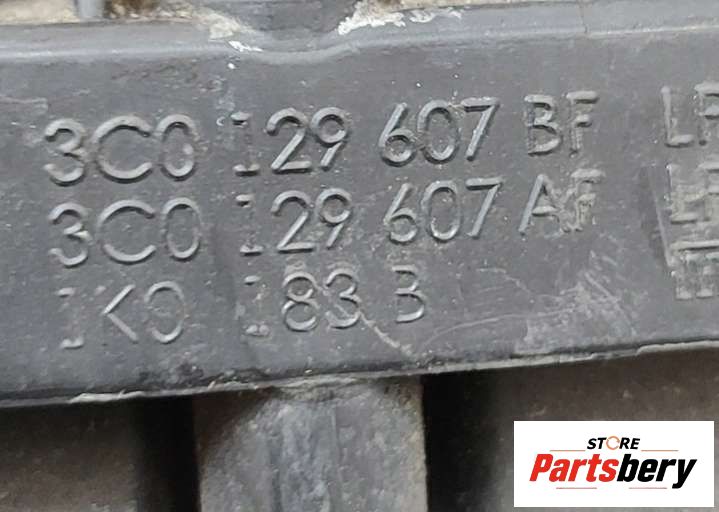 3C0 129 607 BF
3C0 129 607 AF
1K0 183 B
STORE
Partsbery